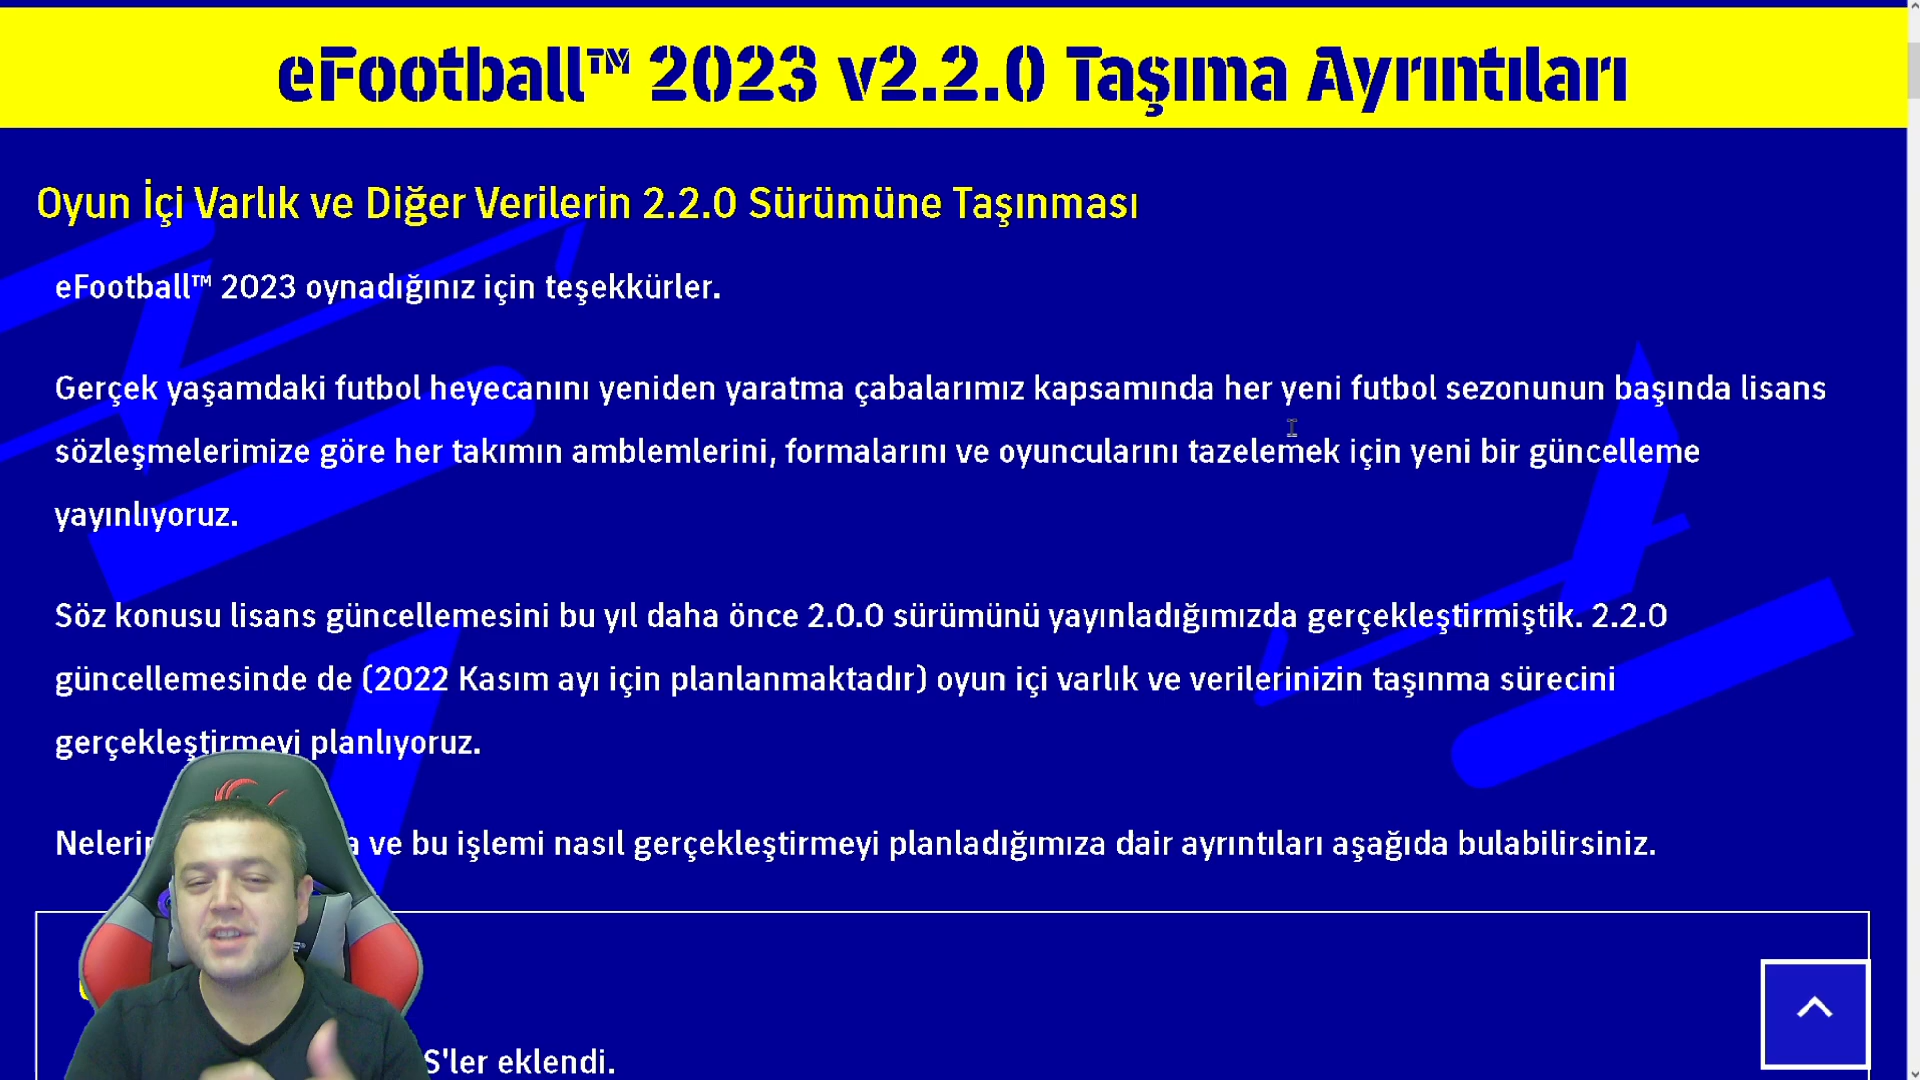 eFootball™ 2023 v2.2.0 Taşıma Ayrıntıları
Oyun İçi Varlık ve Diğer Verilerin 2.2.0 Sürümüne Taşınması
eFootball™ 2023 oynadığınız için teşekkürler.
Gerçek yaşamdaki futbol heyecanını yeniden yaratma çabalarımız kapsamında her yeni futbol sezonunun başında lisans
sözleşmelerimize göre her takımın amblemlerini, formalarını ve oyuncularını tazelemek için yeni bir güncelleme
yayınlıyoruz.
Söz konusu lisans güncellemesini bu yıl daha önce 2.0.0 sürümünü yayınladığımızda gerçekleştirmiştik. 2.2.0
güncellemesinde de (2022 Kasım ayı için planlanmaktadır) oyun içi varlık ve verilerinizin taşınma sürecini
gerçekleştirmeyi planlıyoruz.
ve bu işlemi nasıl gerçekleştirmeyi planladığımıza dair ayrıntıları aşağıda bulabilirsiniz.
S'ler eklendi.